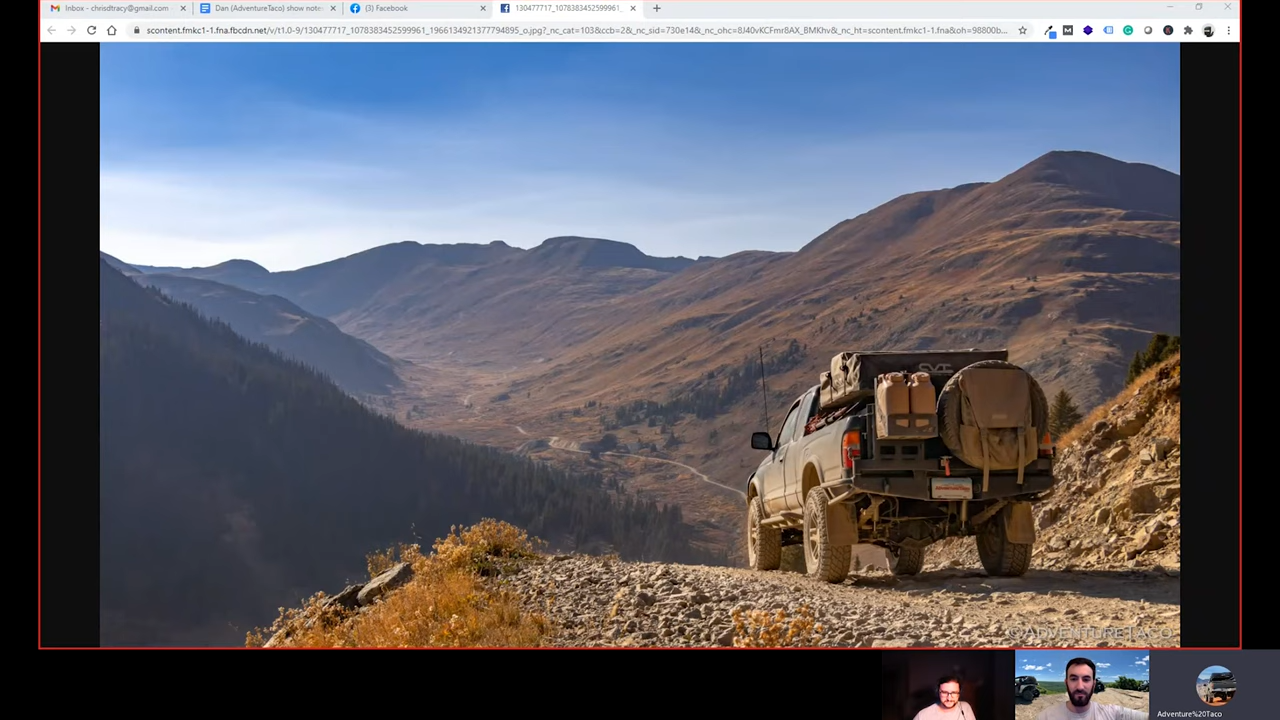 Inbox - chrisdtracy@gmail.com
Dan (AdventureTaco) show notes
(3) Facebook
130477717_1078383452599961_
scontent.fmkc1-1.fna.fbcdn.net/v/t1.0-9/130477717_1078383452599961_1966134921377794895_o.jpg?_nc_cat=103&ccb=2&_nc_sid=730e14&_nc_ohc=8J40vKCFmr8AX_BMKhv&_nc_ht=scontent.fmkc1-1.fna&oh=98800b...
CVT
AdventureTaco
©ADVENTURETACO
Adventure%20Taco